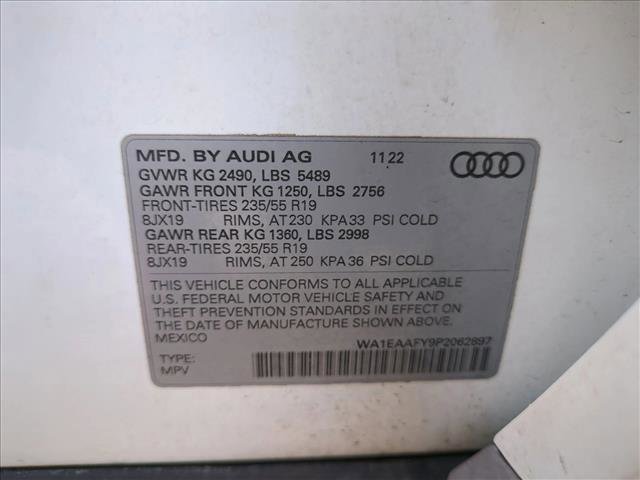 MFD. BY AUDI AG 11 22
GVWR KG 2490, LBS 5489
GAWR FRONT KG 1250, LBS 2756
FRONT-TIRES 235/55 R19
8JX19 RIMS, AT 230 KPA 33 PSI COLD
GAWR REAR KG 1360, LBS 2998
REAR-TIRES 235/55 R19
8JX19 RIMS, AT 250 KPA 36 PSI COLD
THIS VEHICLE CONFORMS TO ALL APPLICABLE
U.S. FEDERAL MOTOR VEHICLE SAFETY AND
THEFT PREVENTION STANDARDS IN EFFECT ON
THE DATE OF MANUFACTURE SHOWN ABOVE.
MEXICO
WA1EAAFY9P2062897
TYPE:
MPV